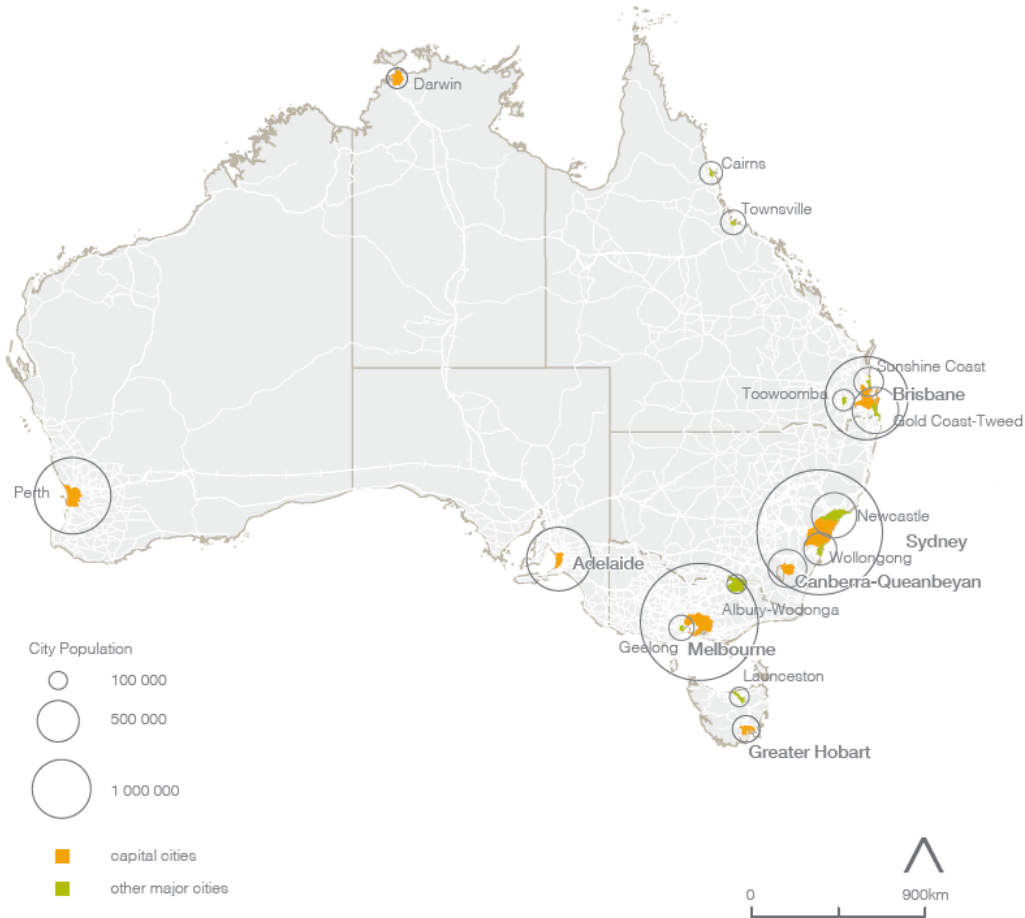 Darwin
Cairns
Townsville
Sunshine Coast
Toowoomba
Brisbane
Gold Coast-Tweed
Perth
Newcastle
Sydney
Wollongong
Adelaide
Canberra-Queanbeyan
Albury-Wodonga
Geelong
Melbourne
Launceston
Greater Hobart
City Population
100 000
500 000
1 000 000
capital cities
other major cities
0
900km